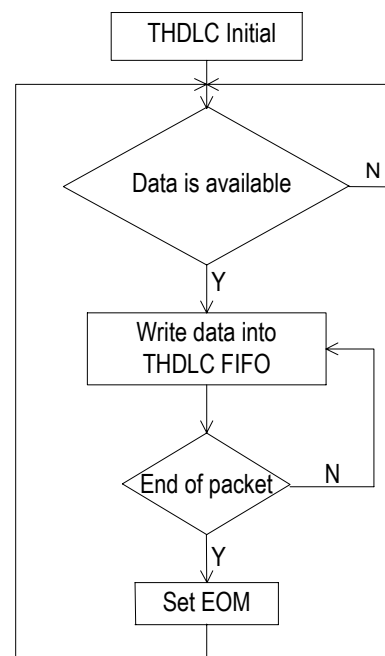 THDLC Initial
Data is available
N
Y
Write data into
THDLC FIFO
End of packet
N
Y
Set EOM